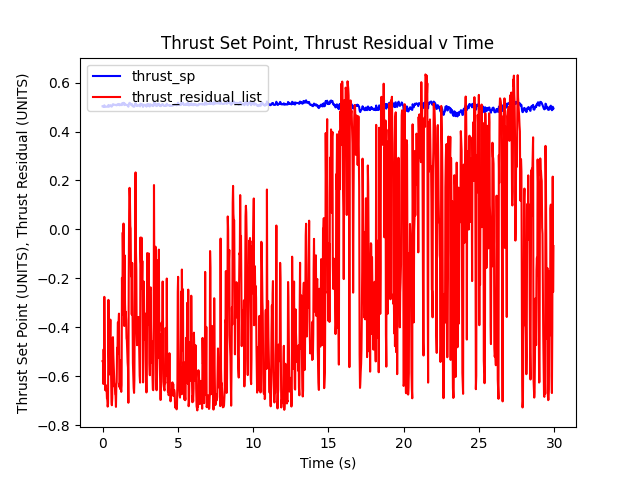 Thrust Set Point, Thrust Residual v Time
thrust_sp
thrust_residual_list
Thrust Set Point (UNITS), Thrust Residual (UNITS)
0.6
0.4
0.2
0.0
−0.2
−0.4
−0.6
−0.8
0 5 10 15 20 25 30
Time (s)